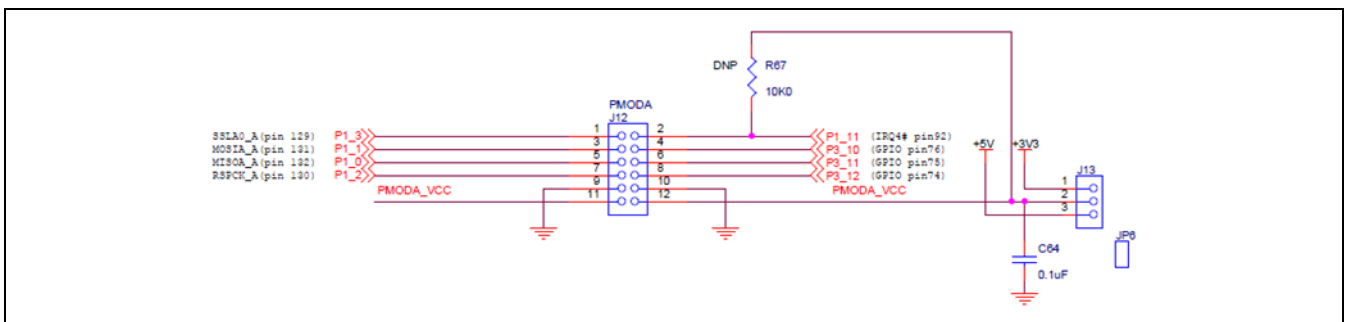 DNP R67
10K0
PMODA
J12
SSLA0_A(pin 129) P1_3 1 2 P1_11 (IRQ4# pin92)
MOSIA_A(pin 131) P1_1 3 4 P3_10 (GPIO pin76)
MISOA_A(pin 132) P1_0 5 6 P3_11 (GPIO pin75)
RSPCK_A(pin 130) P1_2 7 8 P3_12 (GPIO pin74)
9 10
PMODA_VCC 11 12 PMODA_VCC
+5V +3V3
J13
1
2
3
JP6
C64
0.1uF